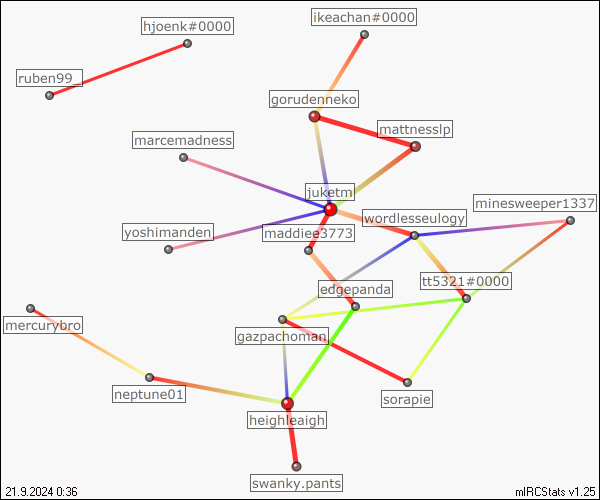 hjoenk#0000
ikeachan#0000
ruben99_
gorudenneko
mattnesslp
marcemadness
juketm
minesweeper1337
wordlesseulogy
yoshimanden
maddiee3773
tt5321#0000
edgepanda
mercurybro
gazpachoman
neptune01
sorapie
heighleaigh
swanky.pants
21.9.2024 0:36
mIRCStats v1.25